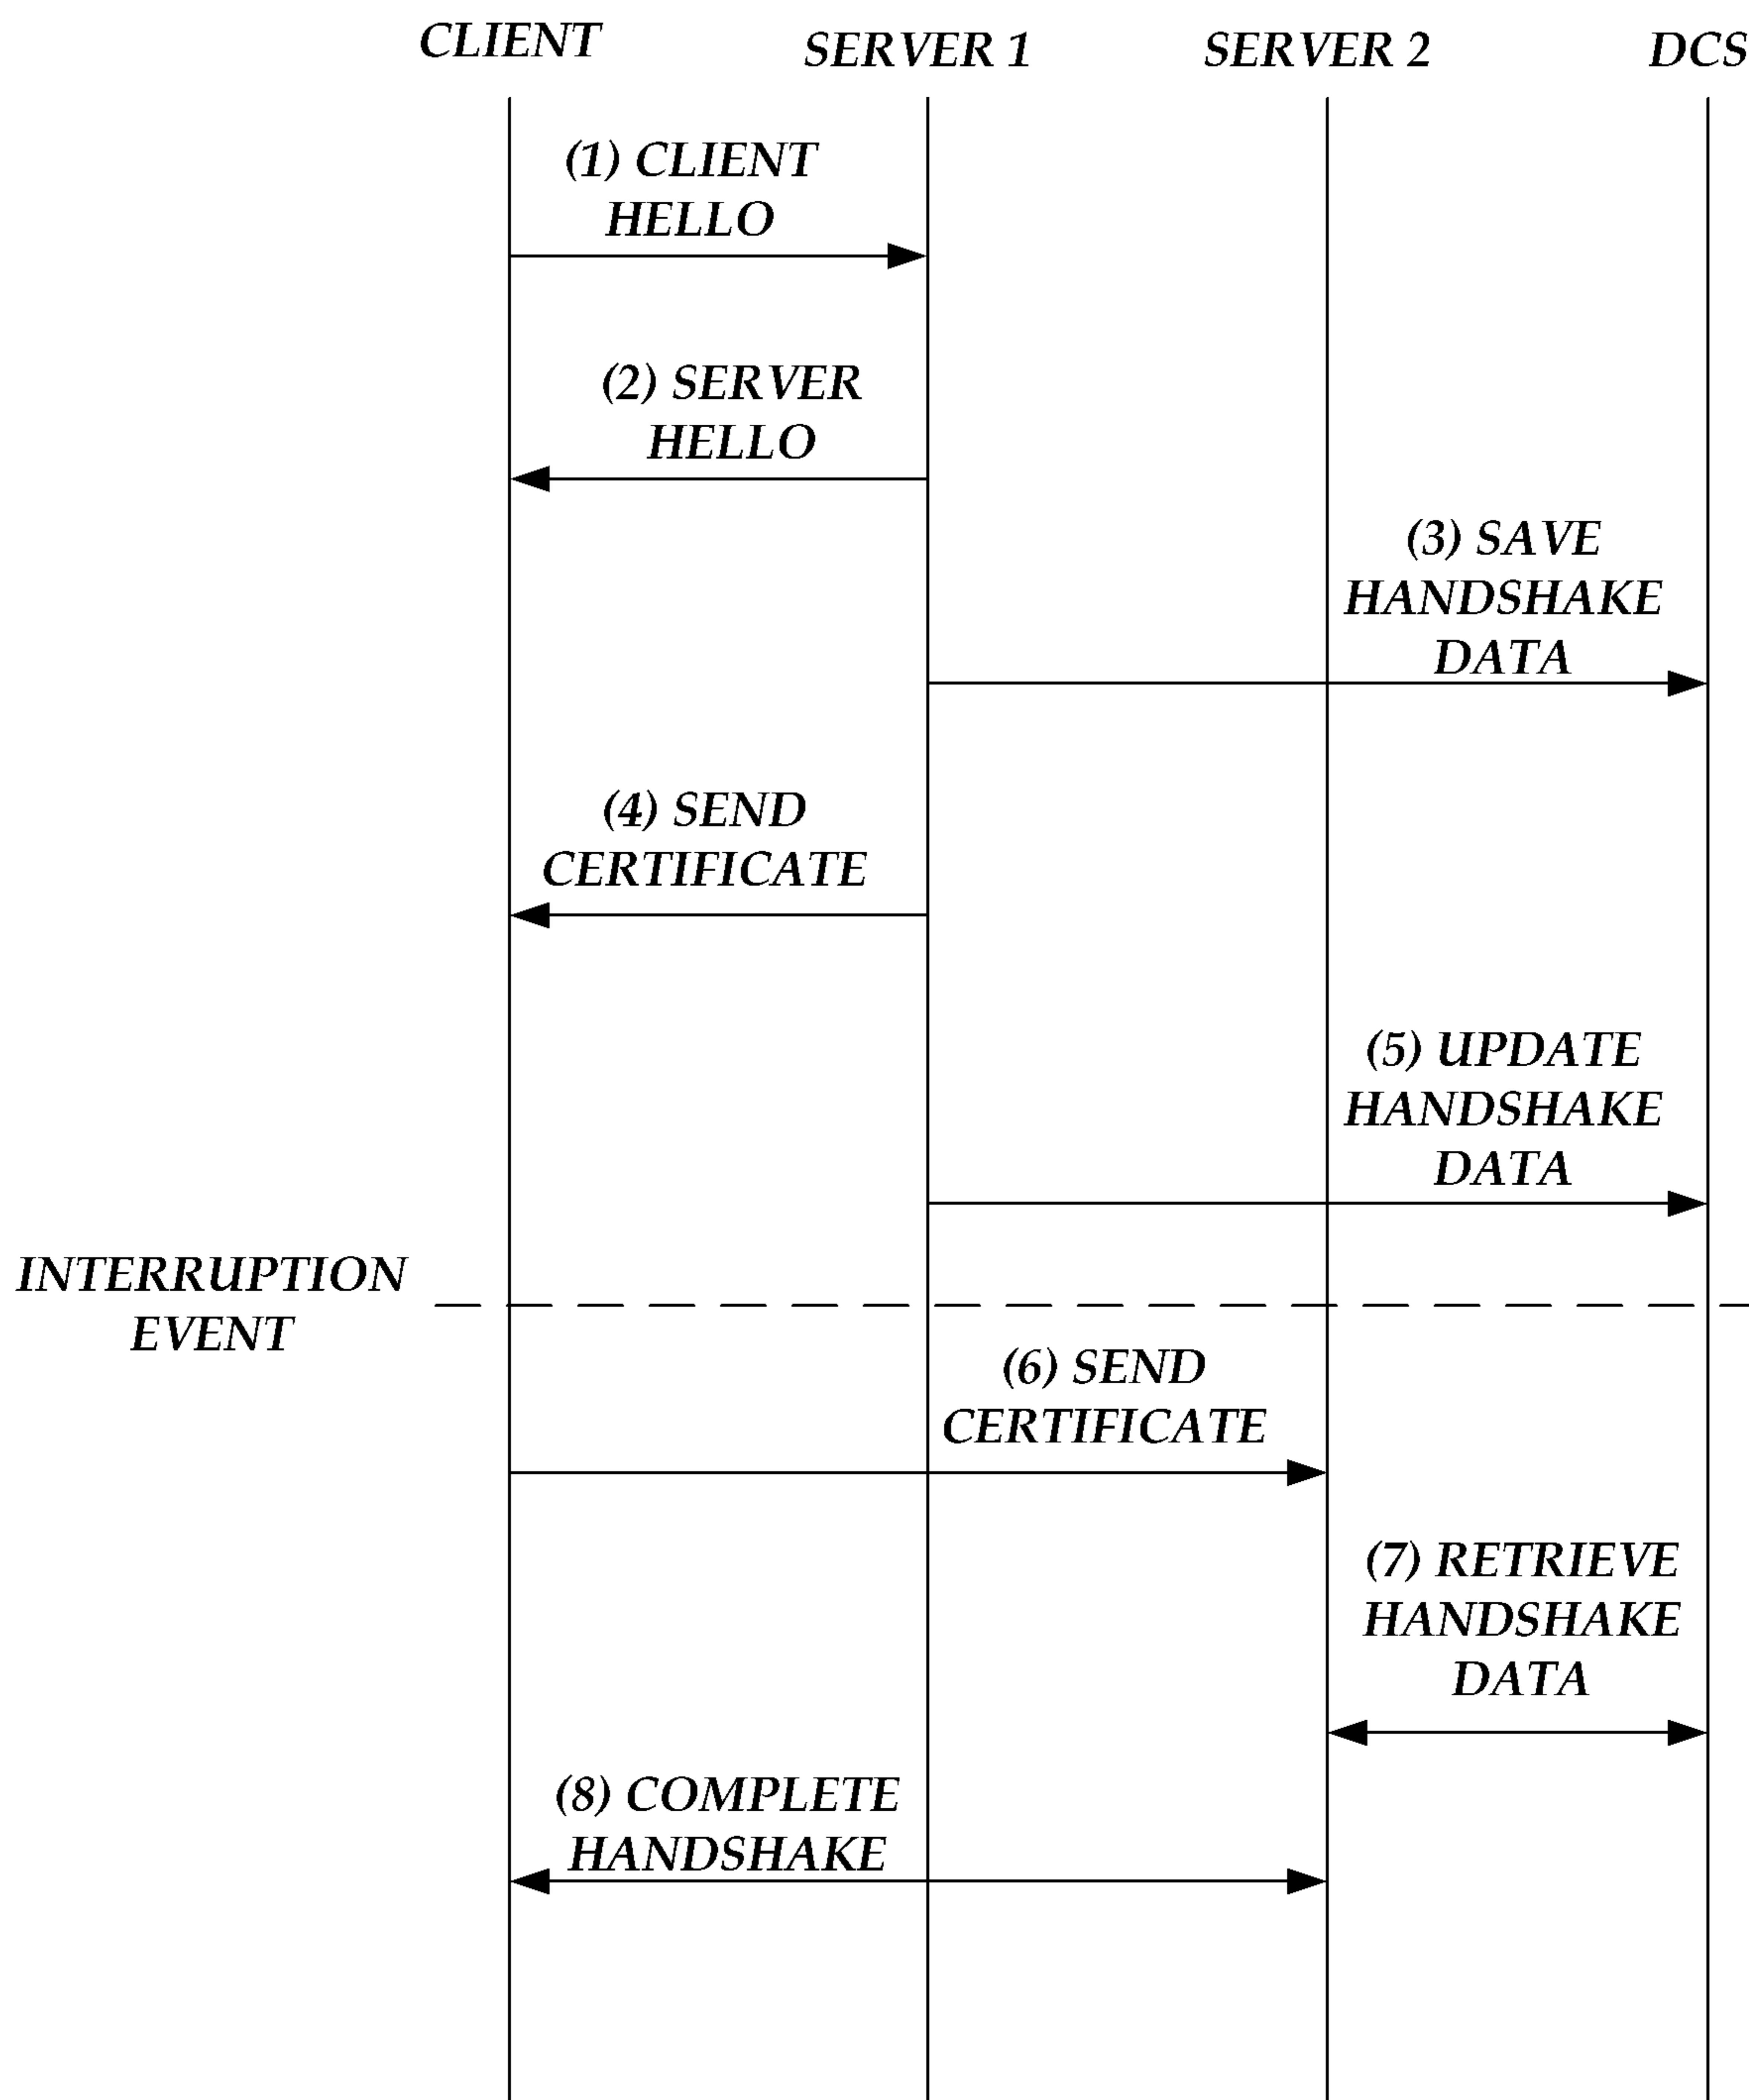 CLIENT
SERVER 1
SERVER 2
DCS
(1) CLIENT
HELLO
(2) SERVER
HELLO
(3) SAVE
HANDSHAKE
DATA
(4) SEND
CERTIFICATE
(5) UPDATE
HANDSHAKE
DATA
INTERRUPTION
EVENT
(6) SEND
CERTIFICATE
(7) RETRIEVE
HANDSHAKE
DATA
(8) COMPLETE
HANDSHAKE